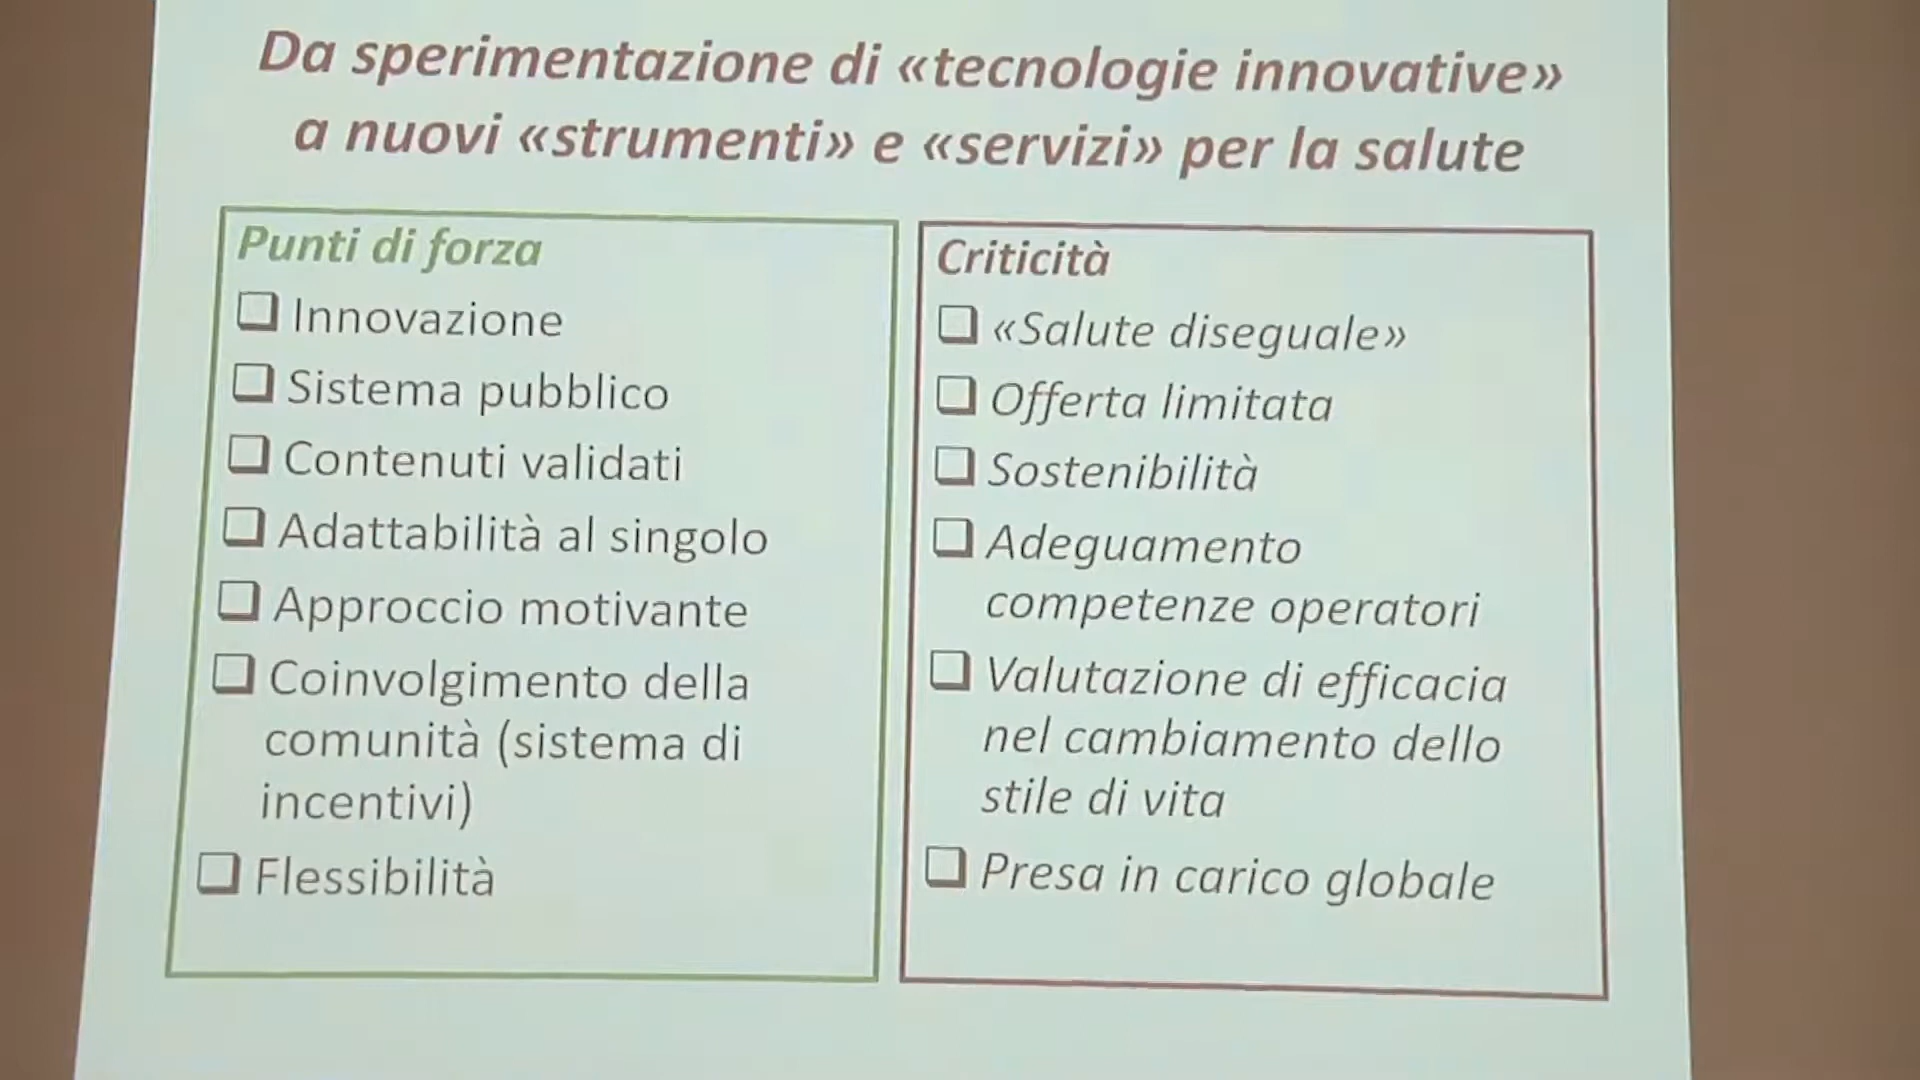 Da sperimentazione di «tecnologie innovative»
a nuovi «strumenti» e «servizi» per la salute
Punti di forza
❑ Innovazione
❑ Sistema pubblico
❑ Contenuti validati
❑ Adattabilità al singolo
❑ Approccio motivante
❑ Coinvolgimento della
comunità (sistema di
incentivi)
❑ Flessibilità
Criticità
❑ «Salute diseguale»
❑ Offerta limitata
❑ Sostenibilità
❑ Adeguamento
competenze operatori
❑ Valutazione di efficacia
nel cambiamento dello
stile di vita
❑ Presa in carico globale